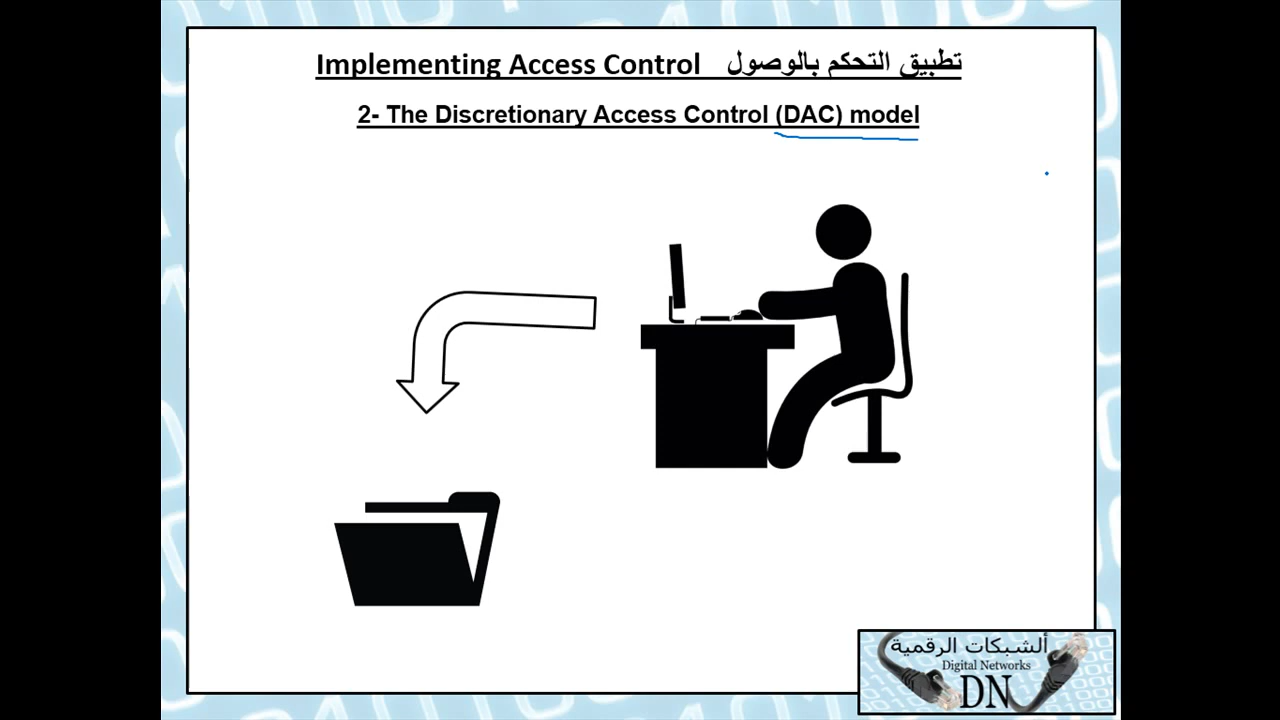 Implementing Access Control تطبيق التحكم بالوصول
2- The Discretionary Access Control (DAC) model
ألشبكات الرقمية
Digital Networks
DN